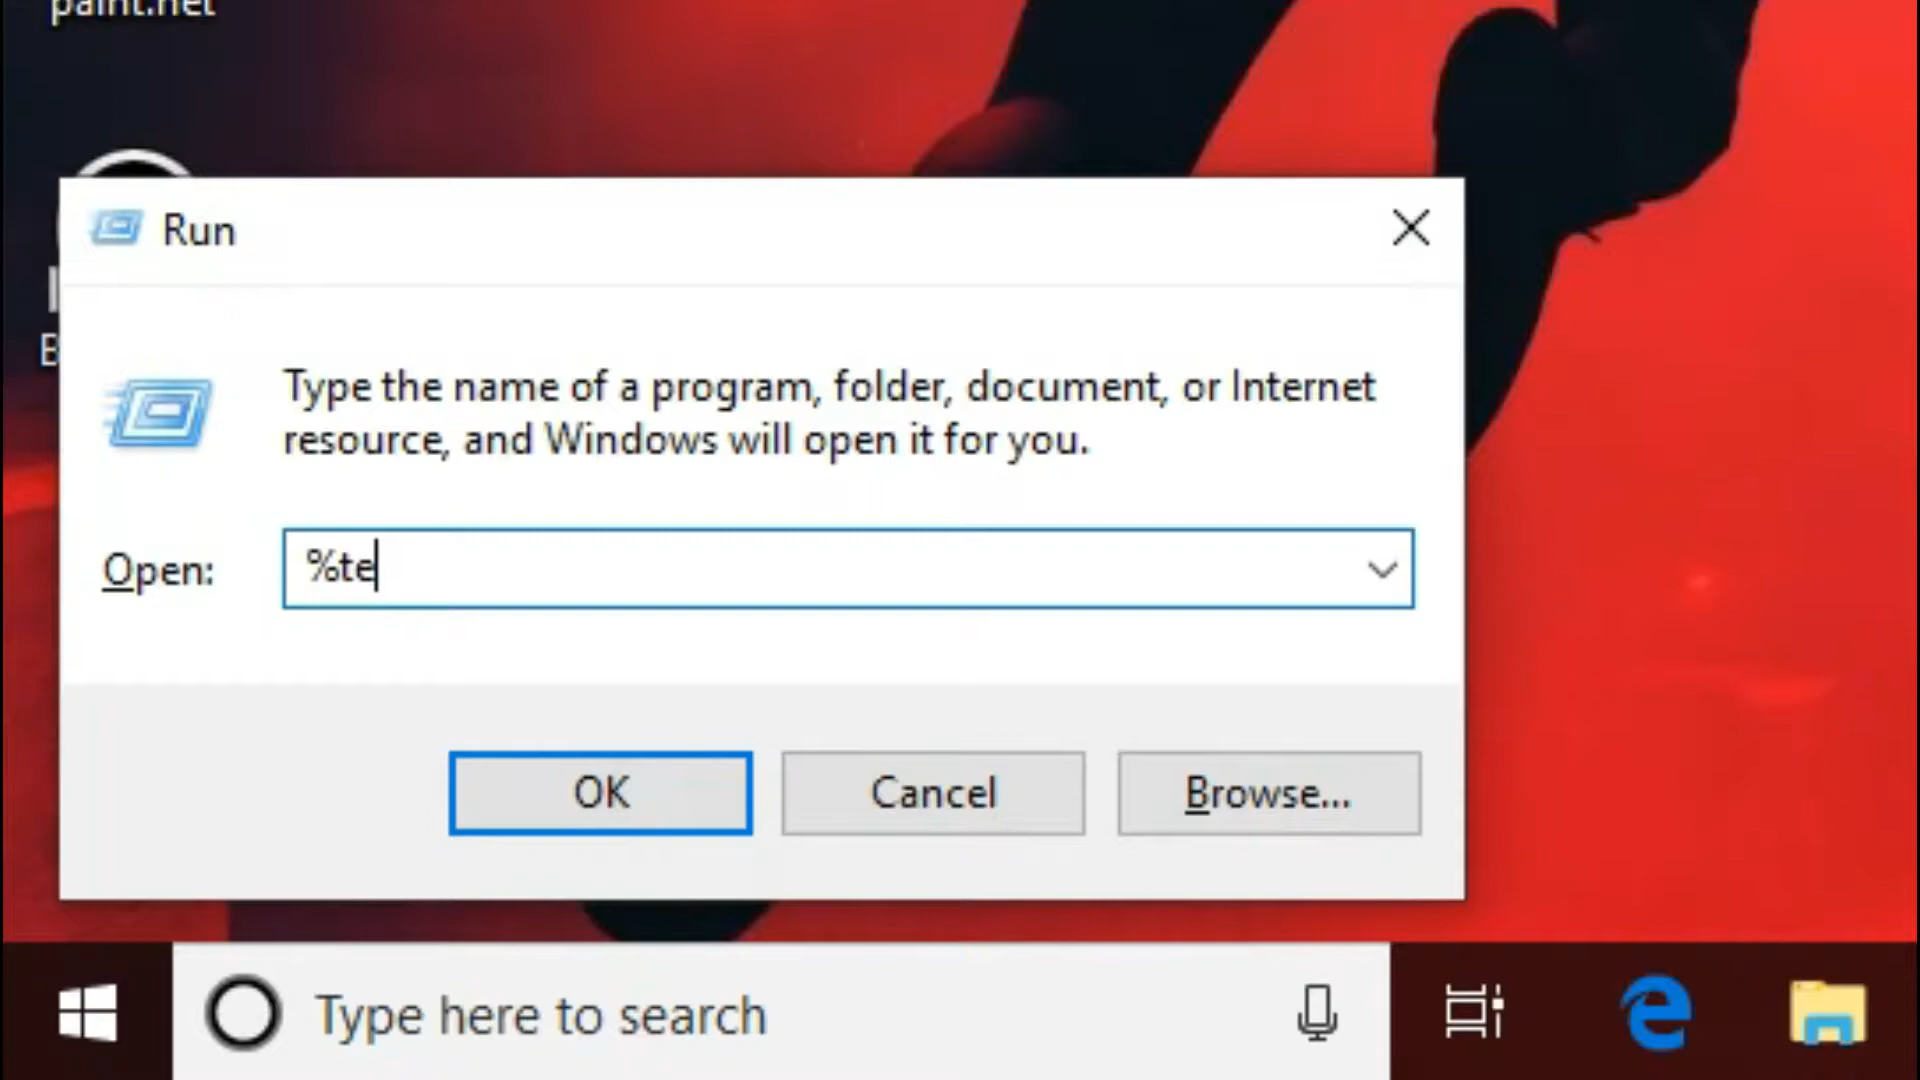 paint.net
Run
Type the name of a program, folder, document, or Internet
resource, and Windows will open it for you.
Open:
%te
OK
Cancel
Browse...
Type here to search